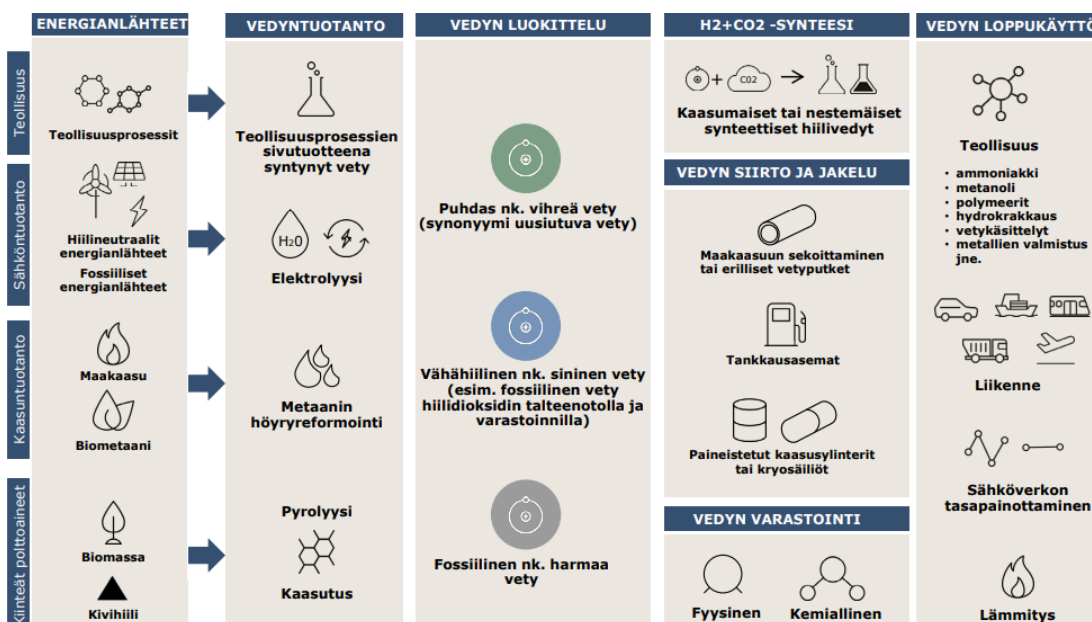 ENERGIANLÄHTEET
Teollisuus
Teollisuusprosessit
Sähköntuotanto
Hiilineutraalit
energianlähteet
Fossiiliset
energianlähteet
Kaasuntuotanto
Maakaasu
Biometaani
Kiinteät polttoaineet
Biomassa
Kivihiili
VEDYNTUOTANTO
Teollisuusprosessien
sivutuotteena
syntynyt vety
H20
Elektrolyysi
Metaanin
höyryreformointi
Pyrolyysi
Kaasutus
VEDYN LUOKITTELU
Puhdas nk. vihreä vety
(synonyymi uusiutuva vety)
Vähähiilinen nk. sininen vety
(esim. fossiilinen vety
hiilidioksidin talteenotolla ja
varastoinnilla)
Fossiilinen nk. harmaa
vety
H2+CO2 -SYNTEESI
+ CO2
Kaasumaiset tai nestemäiset
synteettiset hiilivedyt
VEDYN SIIRTO JA JAKELU
Maakaasuun sekoittaminen
tai erilliset vetyputket
Tankkausasemat
Paineistetut kaasusylinterit
tai kryosäiliöt
VEDYN VARASTOINTI
Fyysinen
Kemiallinen
VEDYN LOPPUKÄYTTÖ
Teollisuus
· ammoniakki
· metanoli
· polymeerit
· hydrokrakkaus
· vetykäsittelyt
· metallien valmistus
jne.
Liikenne
Sähköverkon
tasapainottaminen
Lämmitys